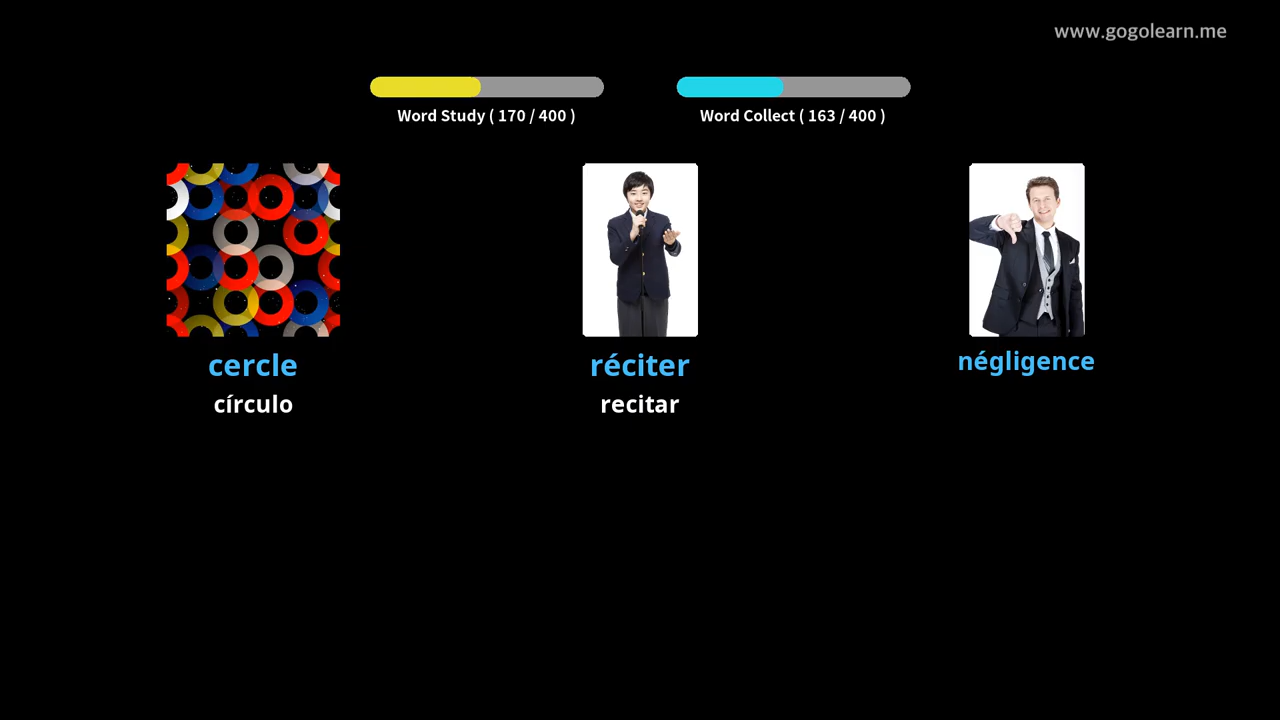 www.gogolearn.me
Word Study ( 170 / 400 )
Word Collect ( 163 / 400 )
cercle
círculo
réciter
recitar
négligence